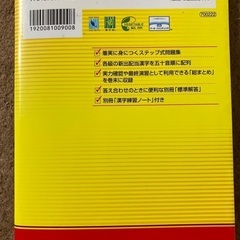 1920081009008
VEGETABLE
着実に身につくステップ式問題集
各級の新出配当漢字を五十音順に配列
実力確認や最終演習として利用できる「総まとめ」
を巻末に収録
答え合わせのときに便利な別冊「標準解答」
別冊「漢字練習ノート」付き